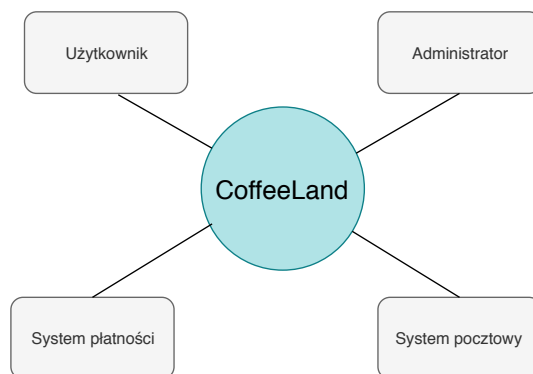 Użytkownik
Administrator
CoffeeLand
System płatności
System pocztowy